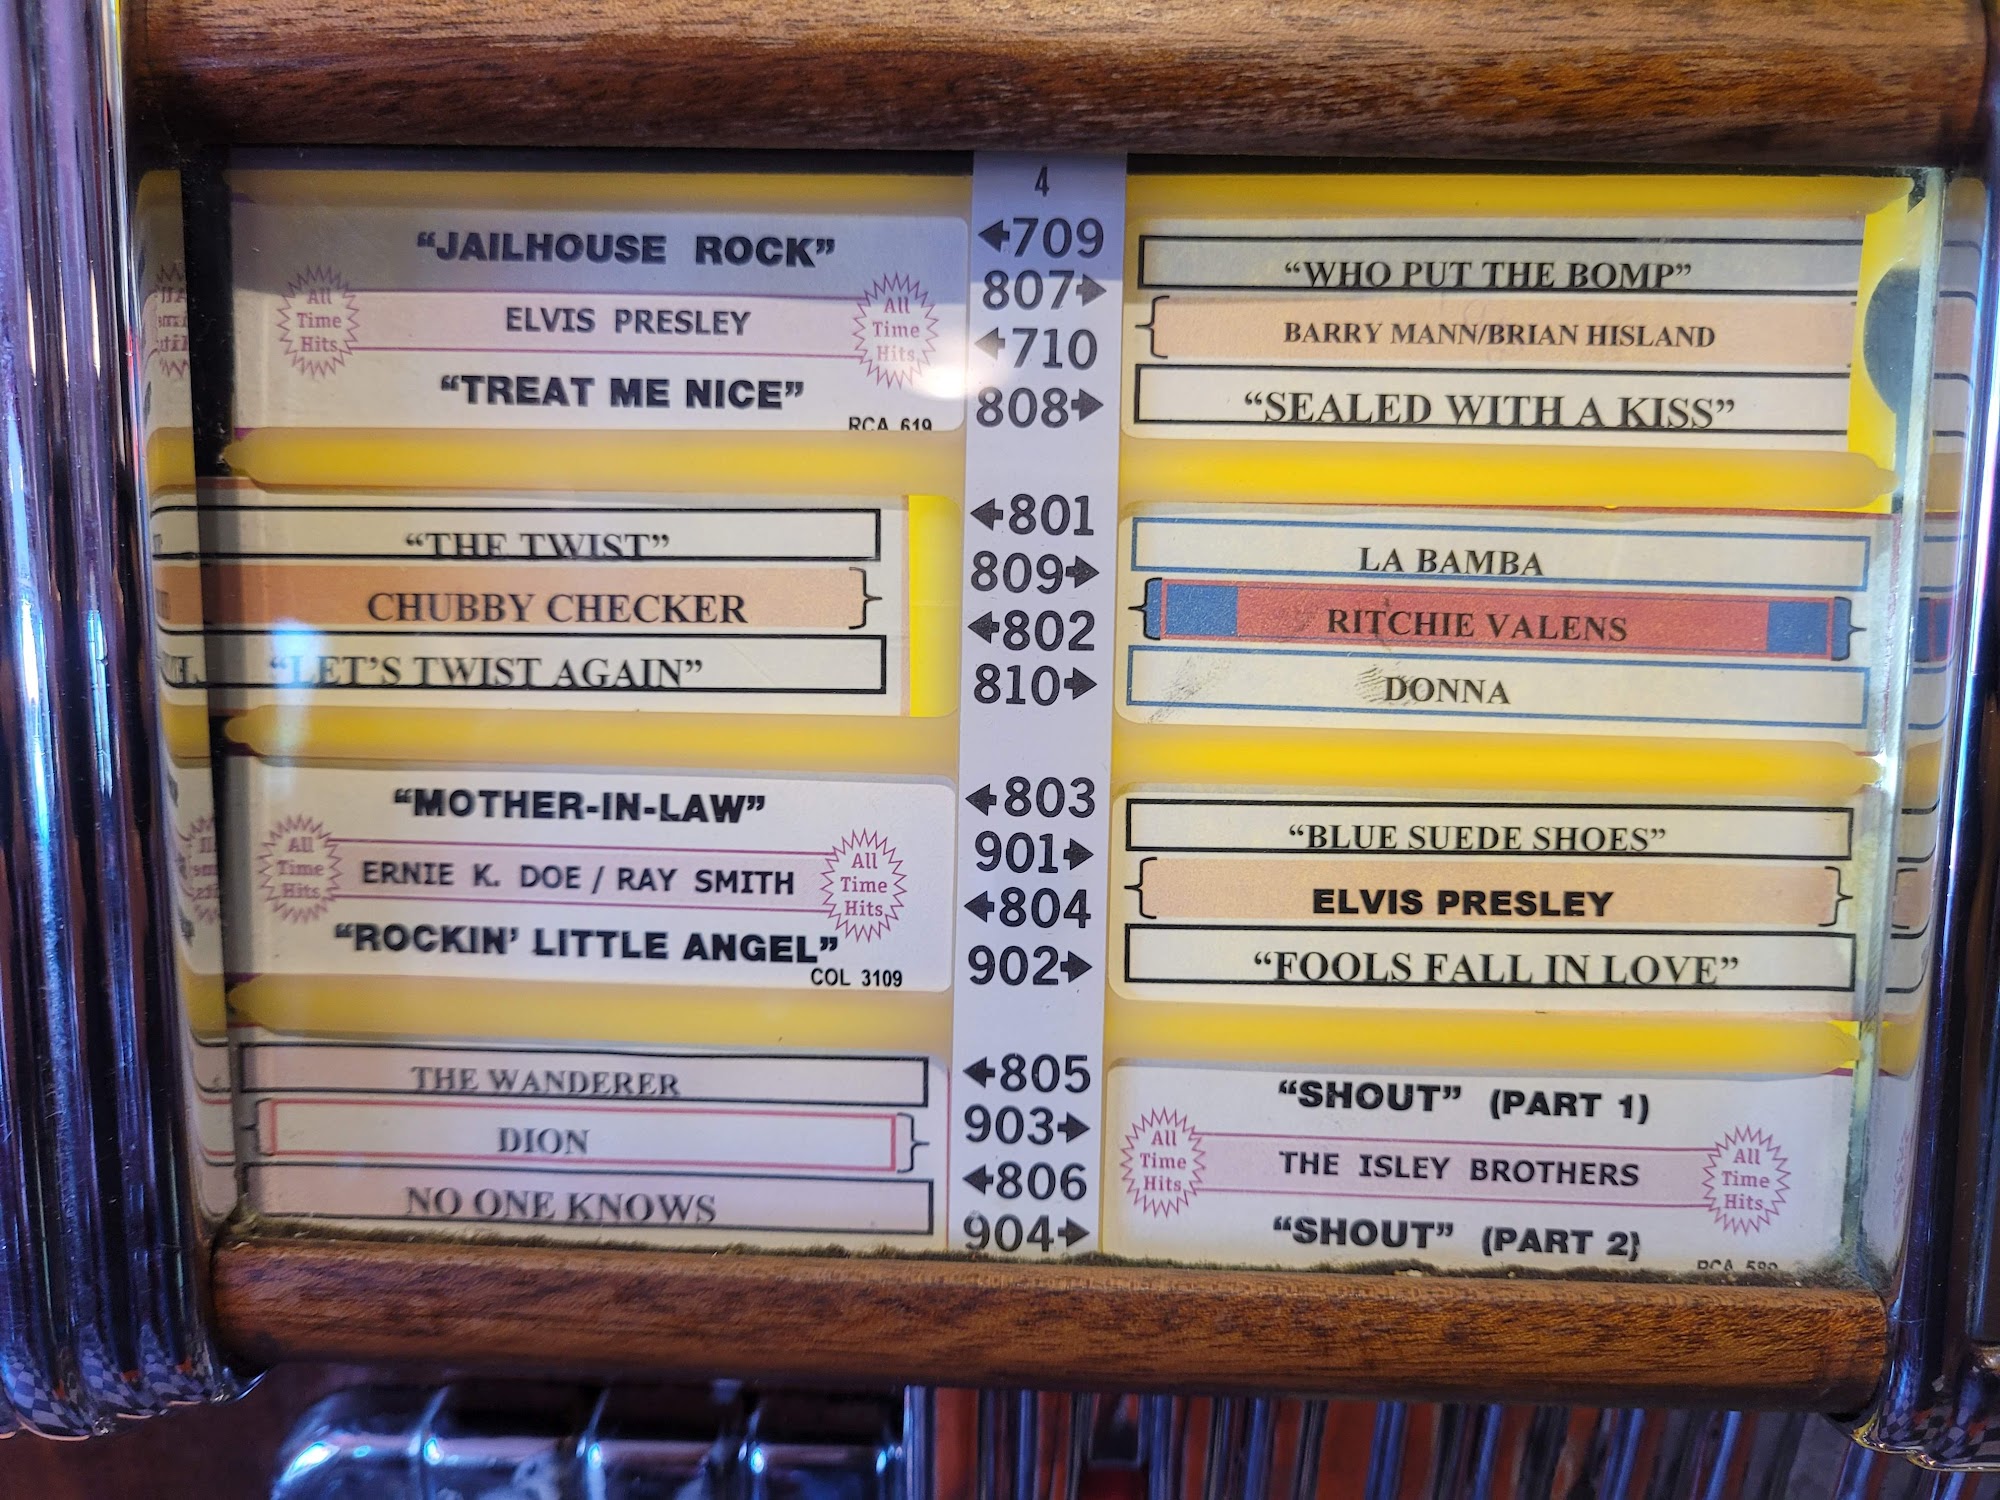 4
"JAILHOUSE ROCK"
All Time Hits
ELVIS PRESLEY
All Time Hits
"TREAT ME NICE"
RCA 619
←709
807→
←710
808→
"WHO PUT THE BOMP"
BARRY MANN/BRIAN HISLAND
"SEALED WITH A KISS"
"THE TWIST"
CHUBBY CHECKER
"LET'S TWIST AGAIN"
←801
809→
←802
810→
LA BAMBA
RITCHIE VALENS
DONNA
"MOTHER-IN-LAW"
All Time Hits
ERNIE K. DOE / RAY SMITH
All Time Hits
"ROCKIN' LITTLE ANGEL"
COL 3109
←803
901→
←804
902→
"BLUE SUEDE SHOES"
ELVIS PRESLEY
"FOOLS FALL IN LOVE"
THE WANDERER
DION
NO ONE KNOWS
←805
903→
←806
904→
"SHOUT" (PART 1)
All Time Hits
THE ISLEY BROTHERS
All Time Hits
"SHOUT" (PART 2)
RCA 589